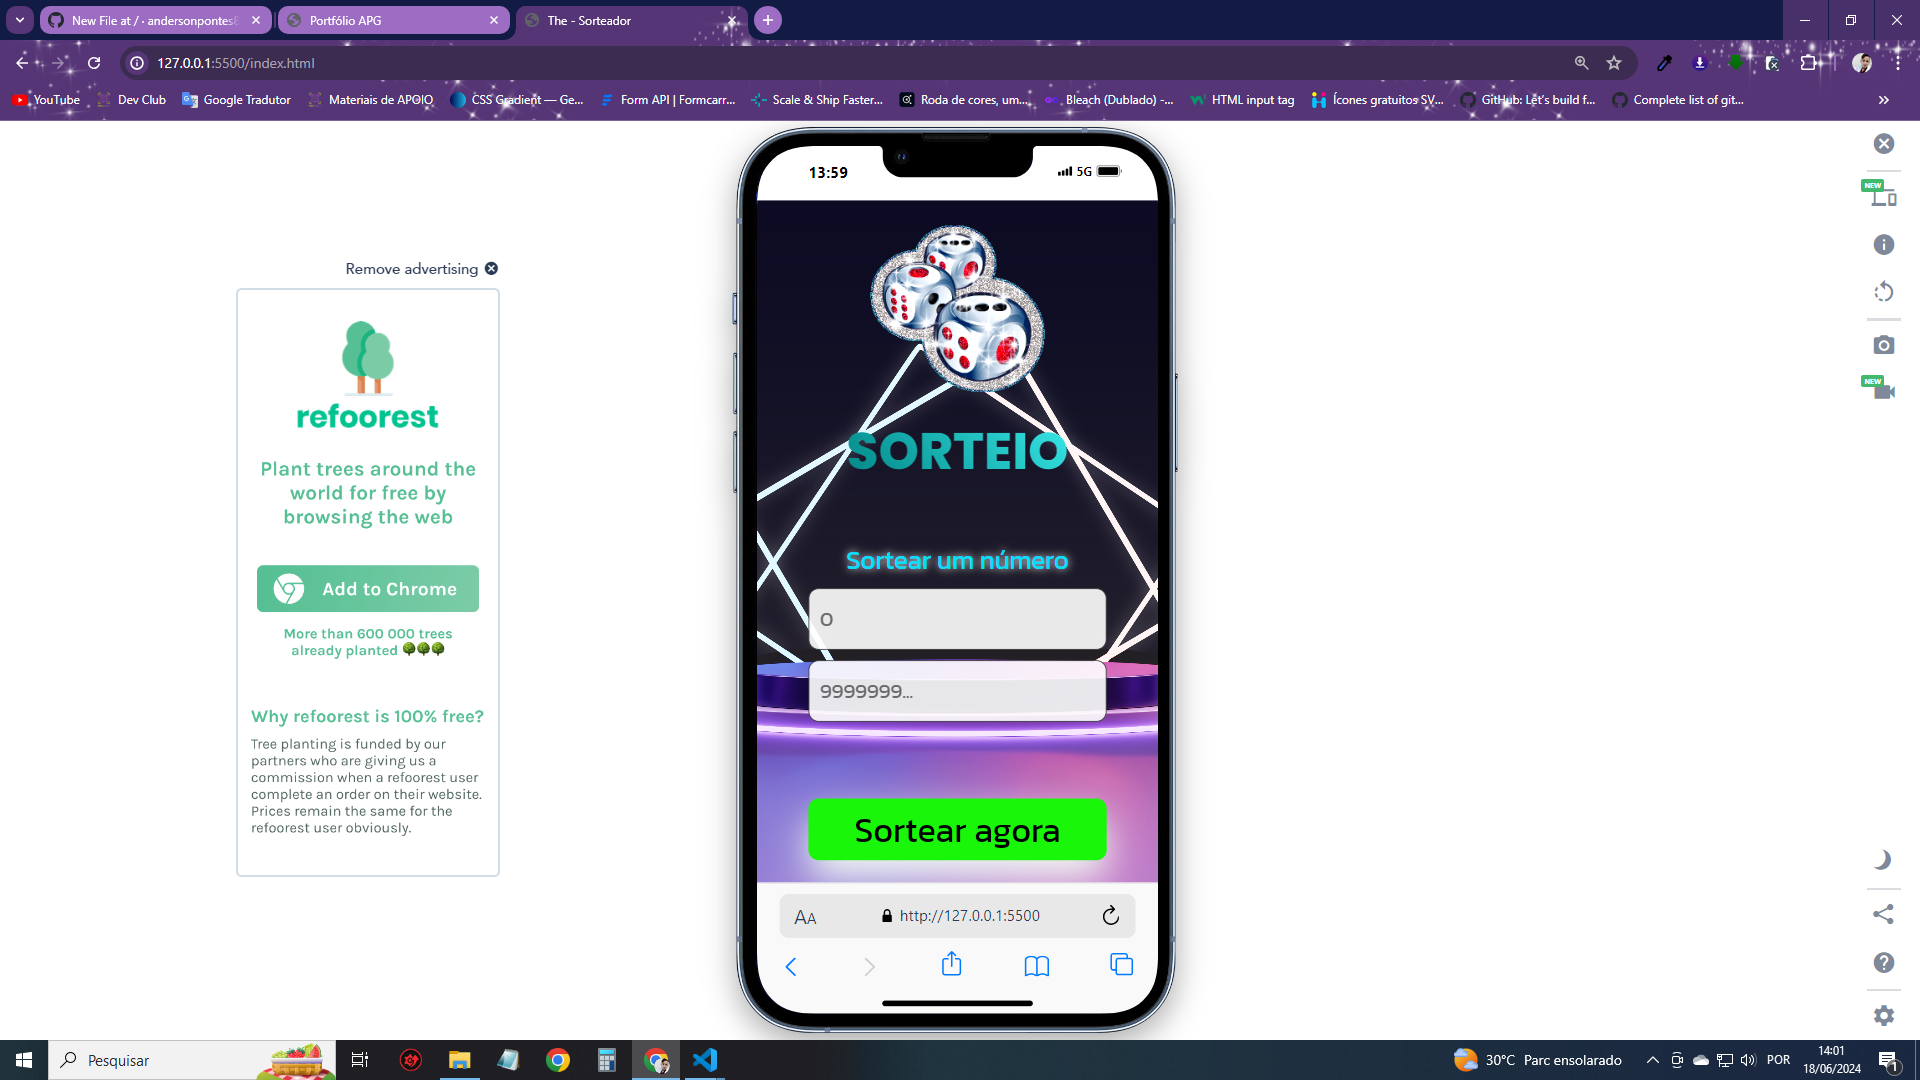 New File at / · andersonpontes8
Portfólio APG
The - Sorteador
127.0.0.1:5500/index.html
YouTube
Dev Club
Google Tradutor
Materiais de APOIO
CSS Gradient — Ge...
Form API | Formcarr...
Scale & Ship Faster...
Roda de cores, um...
Bleach (Dublado) -...
HTML input tag
Ícones gratuitos SV...
GitHub: Let's build f...
Complete list of git...
Remove advertising
refoorest
Plant trees around the
world for free by
browsing the web
Add to Chrome
More than 600 000 trees
already planted 🌳🌳🌳
Why refoorest is 100% free?
Tree planting is funded by our
partners who are giving us a
commission when a refoorest user
complete an order on their website.
Prices remain the same for the
refoorest user obviously.
13:59
5G
SORTEIO
Sortear um número
0
9999999...
Sortear agora
AA
http://127.0.0.1:5500
NEW
NEW
Pesquisar
30°C Parc ensolarado
POR
14:01
18/06/2024
1